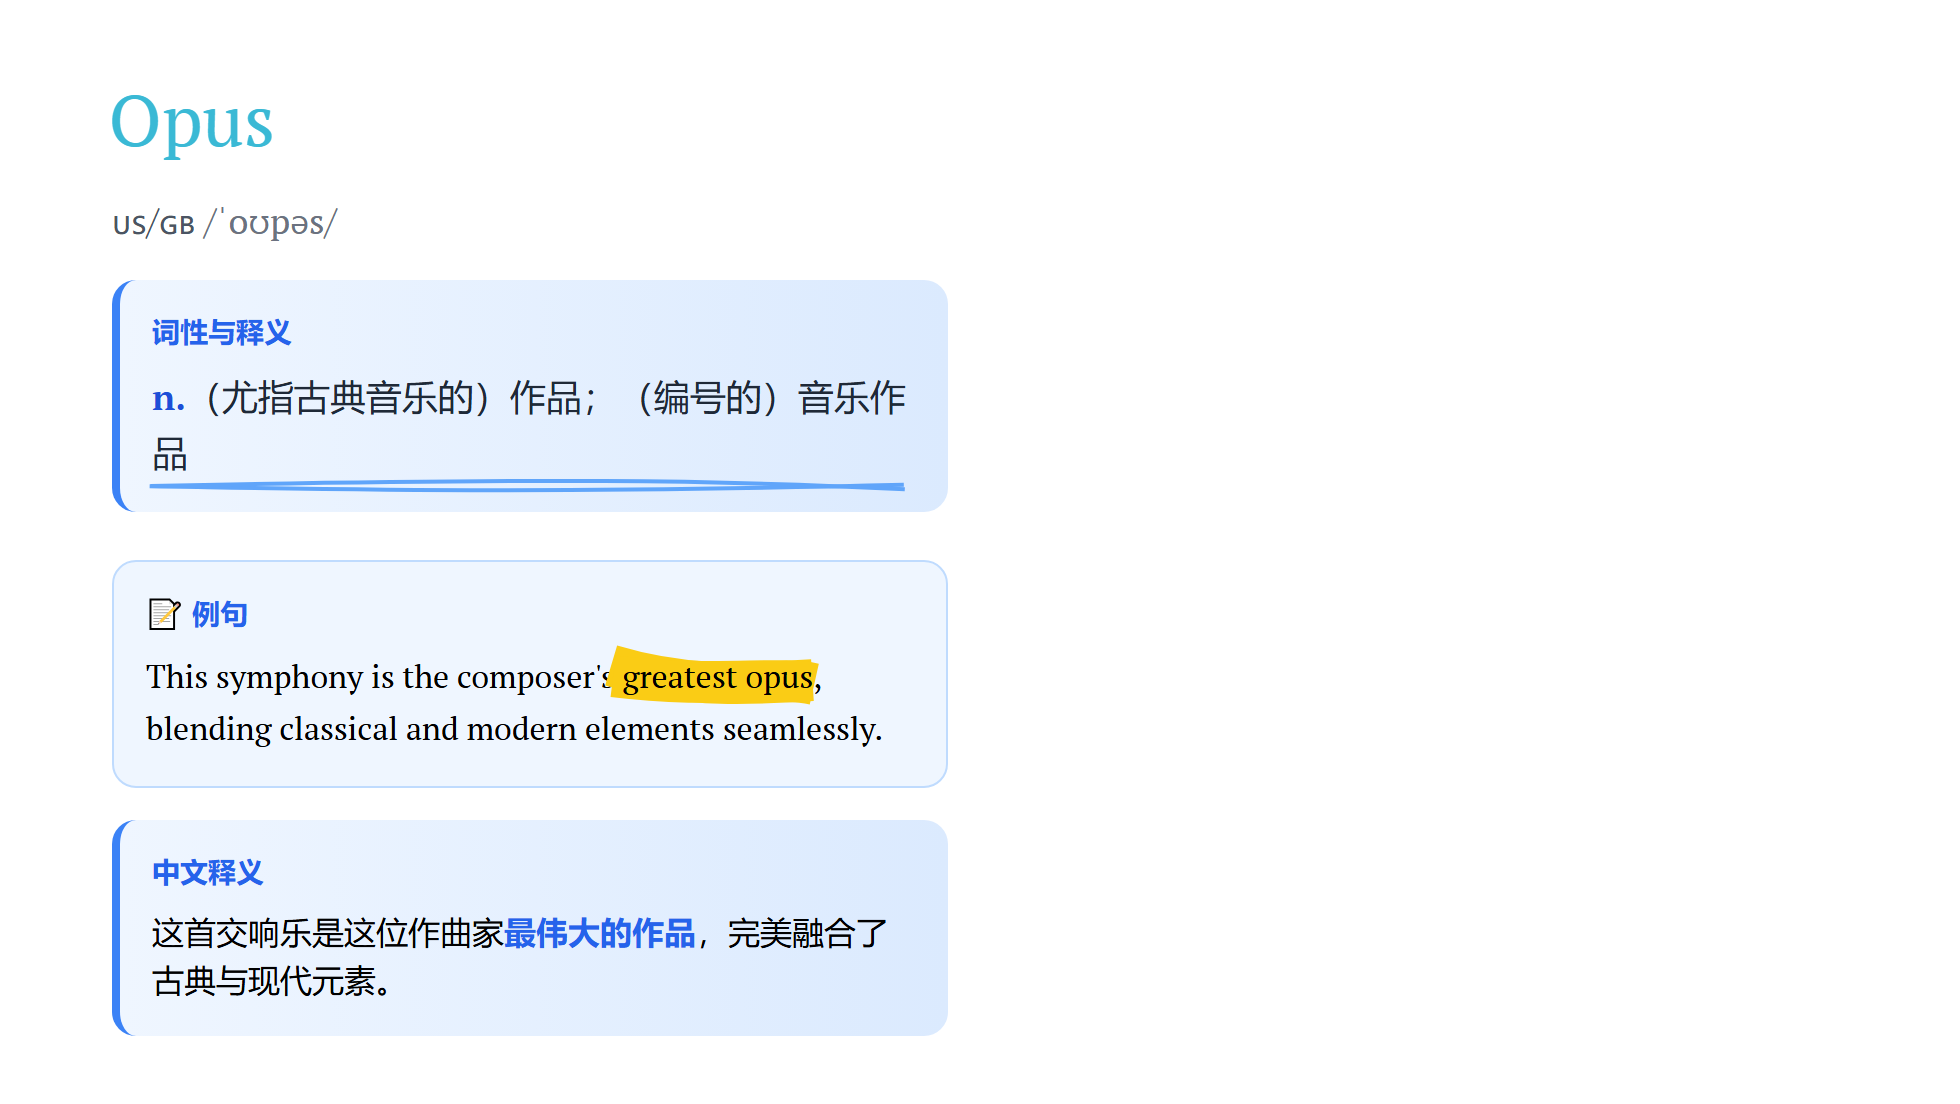 Opus
US/GB /ˈoʊpəs/
词性与释义
n.（尤指古典音乐的）作品；（编号的）音乐作
品
例句
This symphony is the composer's greatest opus,
blending classical and modern elements seamlessly.
中文释义
这首交响乐是这位作曲家最伟大的作品，完美融合了
古典与现代元素。